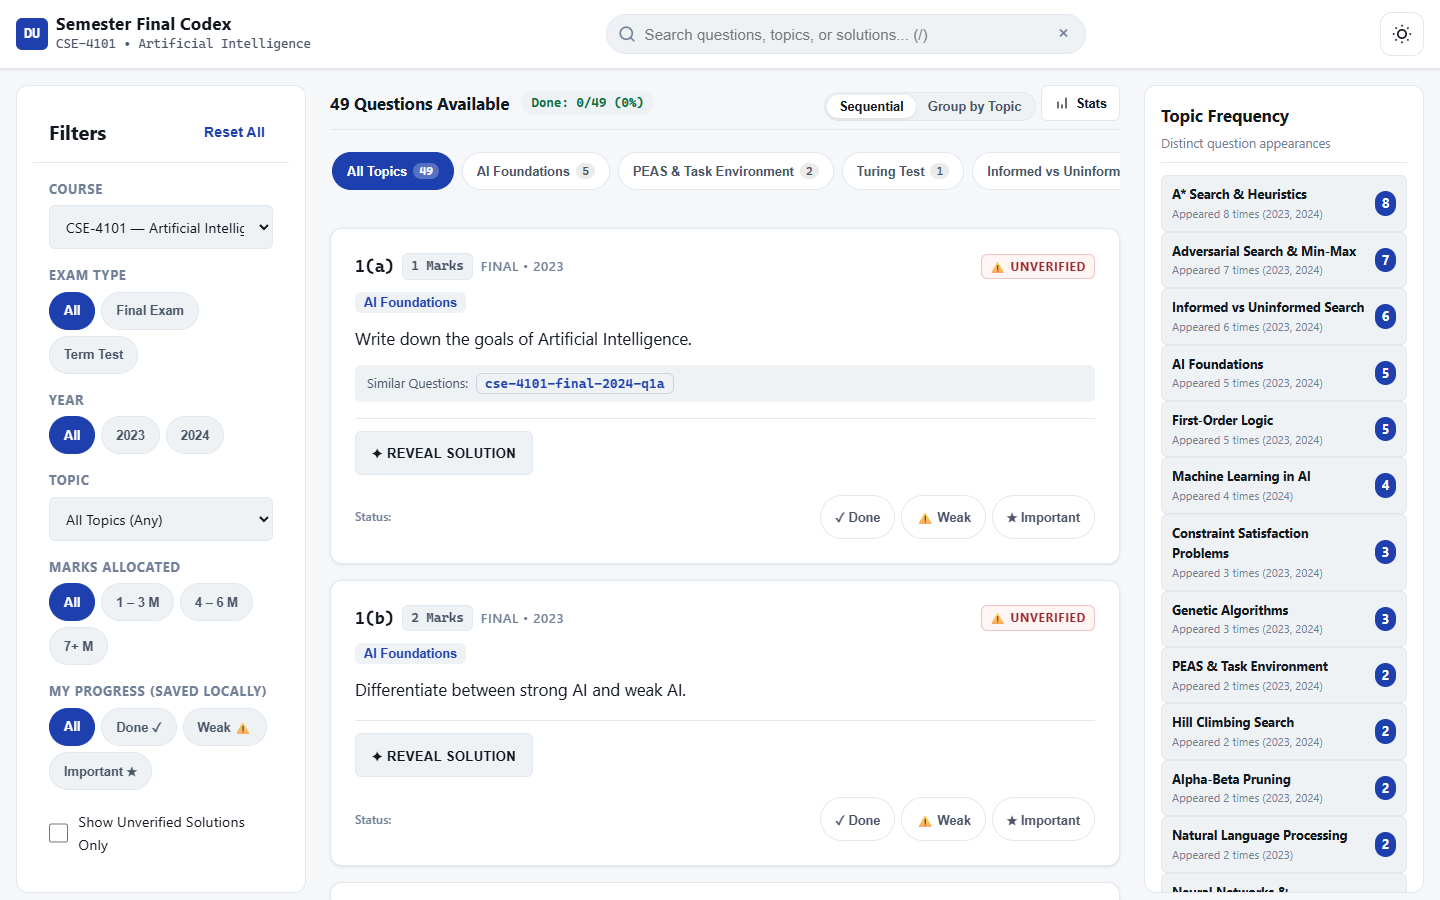 DU
Semester Final Codex
CSE-4101 • Artificial Intelligence
Search questions, topics, or solutions... (/)
×
Filters
Reset All
COURSE
CSE-4101 — Artificial Intellig
EXAM TYPE
All
Final Exam
Term Test
YEAR
All
2023
2024
TOPIC
All Topics (Any)
MARKS ALLOCATED
All
1 – 3 M
4 – 6 M
7+ M
MY PROGRESS (SAVED LOCALLY)
All
Done ✓
Weak ⚠️
Important ★
Show Unverified Solutions
Only
49 Questions Available
Done: 0/49 (0%)
Sequential
Group by Topic
Stats
All Topics 49
AI Foundations 5
PEAS & Task Environment 2
Turing Test 1
Informed vs Uninform
1(a)
1 Marks
FINAL • 2023
⚠️ UNVERIFIED
AI Foundations
Write down the goals of Artificial Intelligence.
Similar Questions: cse-4101-final-2024-q1a
✦ REVEAL SOLUTION
Status:
✓ Done
⚠️ Weak
★ Important
1(b)
2 Marks
FINAL • 2023
⚠️ UNVERIFIED
AI Foundations
Differentiate between strong AI and weak AI.
✦ REVEAL SOLUTION
Status:
✓ Done
⚠️ Weak
★ Important
Topic Frequency
Distinct question appearances
A* Search & Heuristics
Appeared 8 times (2023, 2024)
8
Adversarial Search & Min-Max
Appeared 7 times (2023, 2024)
7
Informed vs Uninformed Search
Appeared 6 times (2023, 2024)
6
AI Foundations
Appeared 5 times (2023, 2024)
5
First-Order Logic
Appeared 5 times (2023, 2024)
5
Machine Learning in AI
Appeared 4 times (2024)
4
Constraint Satisfaction
Problems
Appeared 3 times (2023, 2024)
3
Genetic Algorithms
Appeared 3 times (2023, 2024)
3
PEAS & Task Environment
Appeared 2 times (2023, 2024)
2
Hill Climbing Search
Appeared 2 times (2023, 2024)
2
Alpha-Beta Pruning
Appeared 2 times (2023, 2024)
2
Natural Language Processing
Appeared 2 times (2023)
2
Neural Networks &